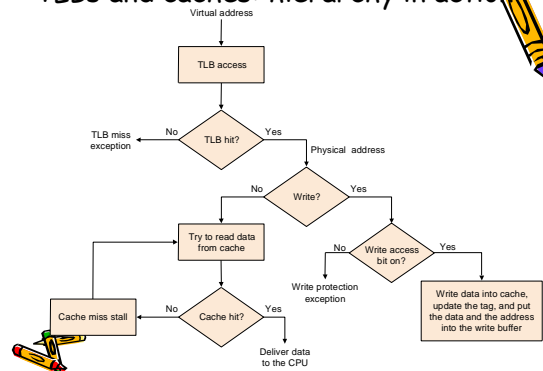 TLBs and caches: hierarchy in action
Virtual address
TLB access
TLB miss
exception
No
TLB hit?
Yes
Physical address
No
Write?
Yes
Try to read data
from cache
No
Write access
bit on?
Yes
Write protection
exception
Write data into cache,
update the tag, and put
the data and the address
into the write buffer
Cache miss stall
No
Cache hit?
Yes
Deliver data
to the CPU